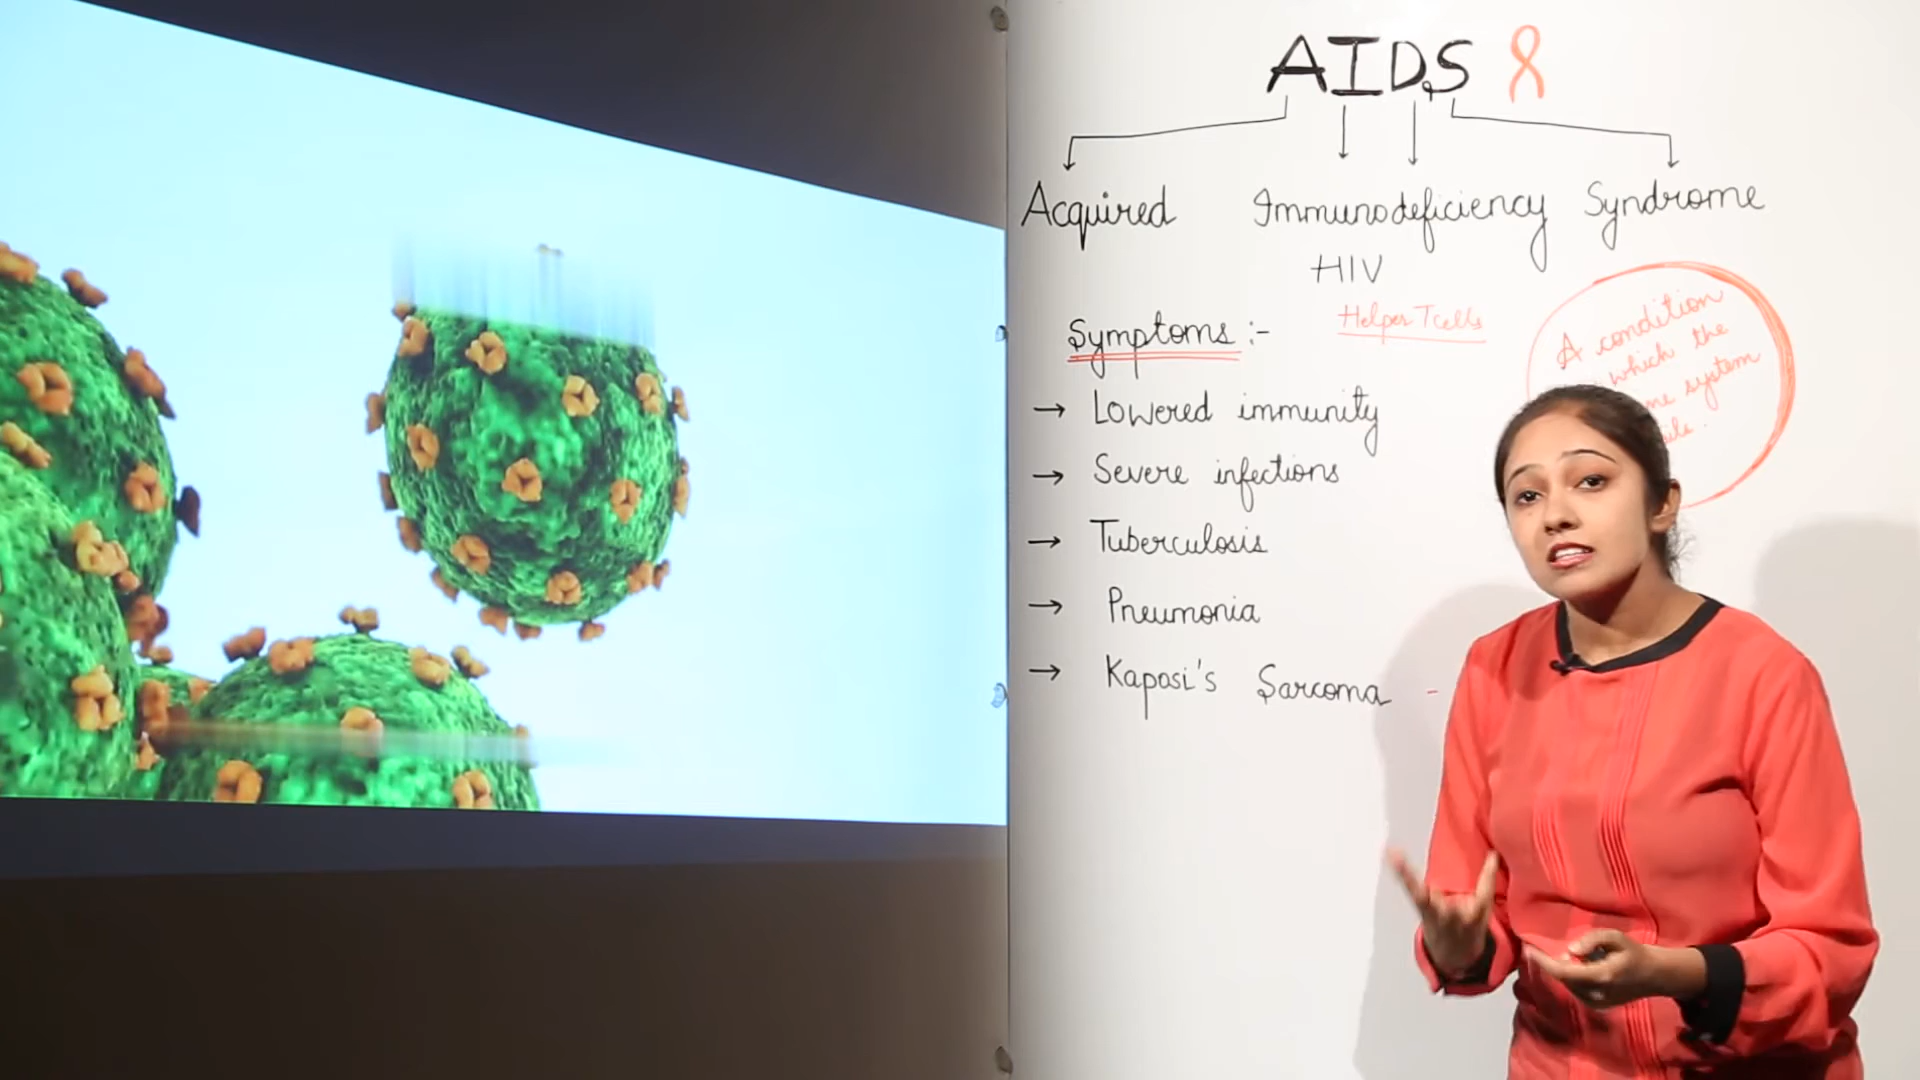 AIDS
Acquired Immunodeficiency Syndrome
HIV
Helper T cells
Symptoms :-
→ Lowered immunity
→ Severe infections
→ Tuberculosis
→ Pneumonia
→ Kaposi's Sarcoma -
A condition
which the
system